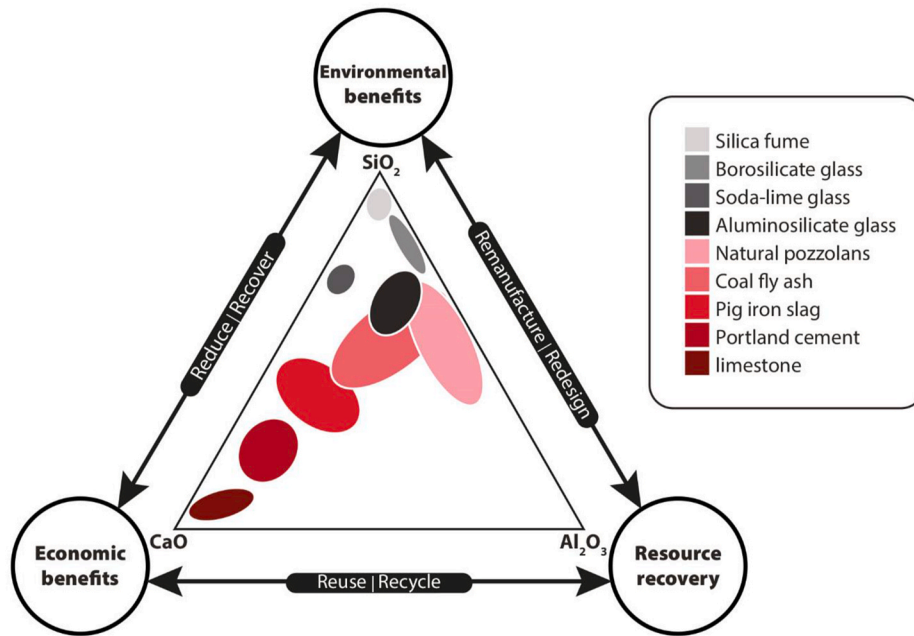 Environmental
benefits
SiO₂
Reduce | Recover
Remanufacture | Redesign
Silica fume
Borosilicate glass
Soda-lime glass
Aluminosilicate glass
Natural pozzolans
Coal fly ash
Pig iron slag
Portland cement
limestone
CaO
Al₂O₃
Economic
benefits
Reuse | Recycle
Resource
recovery